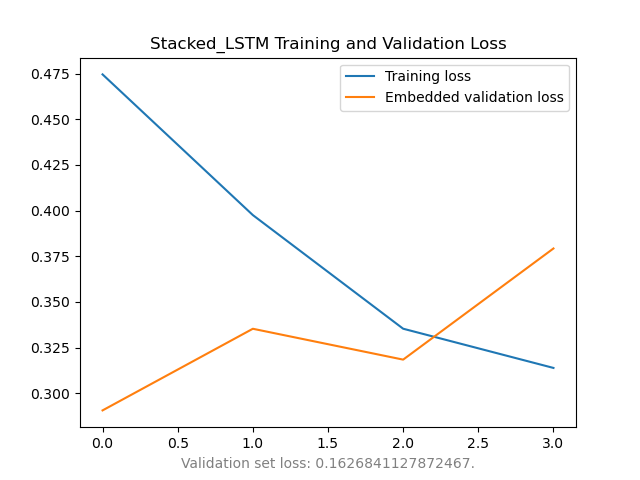 Stacked_LSTM Training and Validation Loss
Training loss
Embedded validation loss
0.475
0.450
0.425
0.400
0.375
0.350
0.325
0.300
0.0 0.5 1.0 1.5 2.0 2.5 3.0
Validation set loss: 0.1626841127872467.